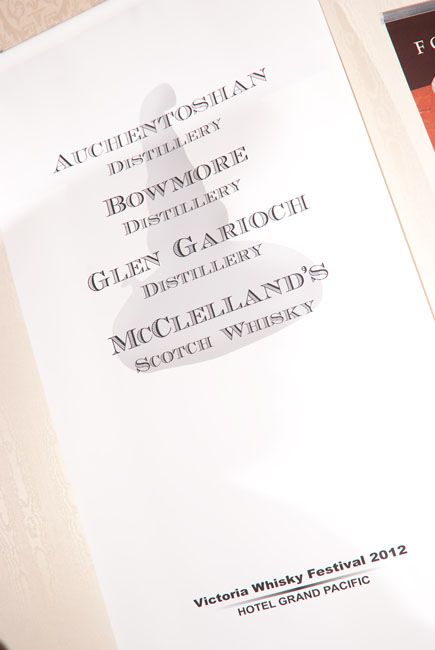 AUCHENTOSHAN
DISTILLERY
BOWMORE
DISTILLERY
GLEN GARIOCH
DISTILLERY
MCCLELLAND'S
SCOTCH WHISKY
Victoria Whisky Festival 2012
HOTEL GRAND PACIFIC